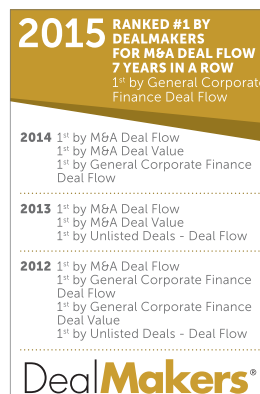 2015 RANKED #1 BY
DEALMAKERS
FOR M&A DEAL FLOW
7 YEARS IN A ROW
1st by General Corporate
Finance Deal Flow
2014 1st by M&A Deal Flow
1st by M&A Deal Value
1st by General Corporate Finance
Deal Flow
2013 1st by M&A Deal Flow
1st by M&A Deal Value
1st by Unlisted Deals - Deal Flow
2012 1st by M&A Deal Flow
1st by General Corporate Finance
Deal Flow
1st by General Corporate Finance
Deal Value
1st by Unlisted Deals - Deal Flow
DealMakers®